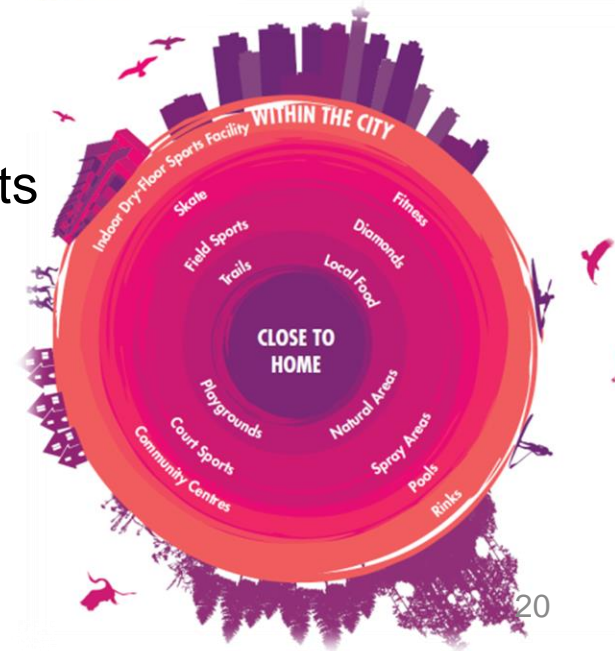 WITHIN THE CITY
Indoor Dry-Floor Sports Facility
ts
Skate
Fitness
Field Sports
Diamonds
Trails
Local Food
CLOSE TO
HOME
Playgrounds
Natural Areas
Court Sports
Spray Areas
Community Centres
Pools
Rinks
20